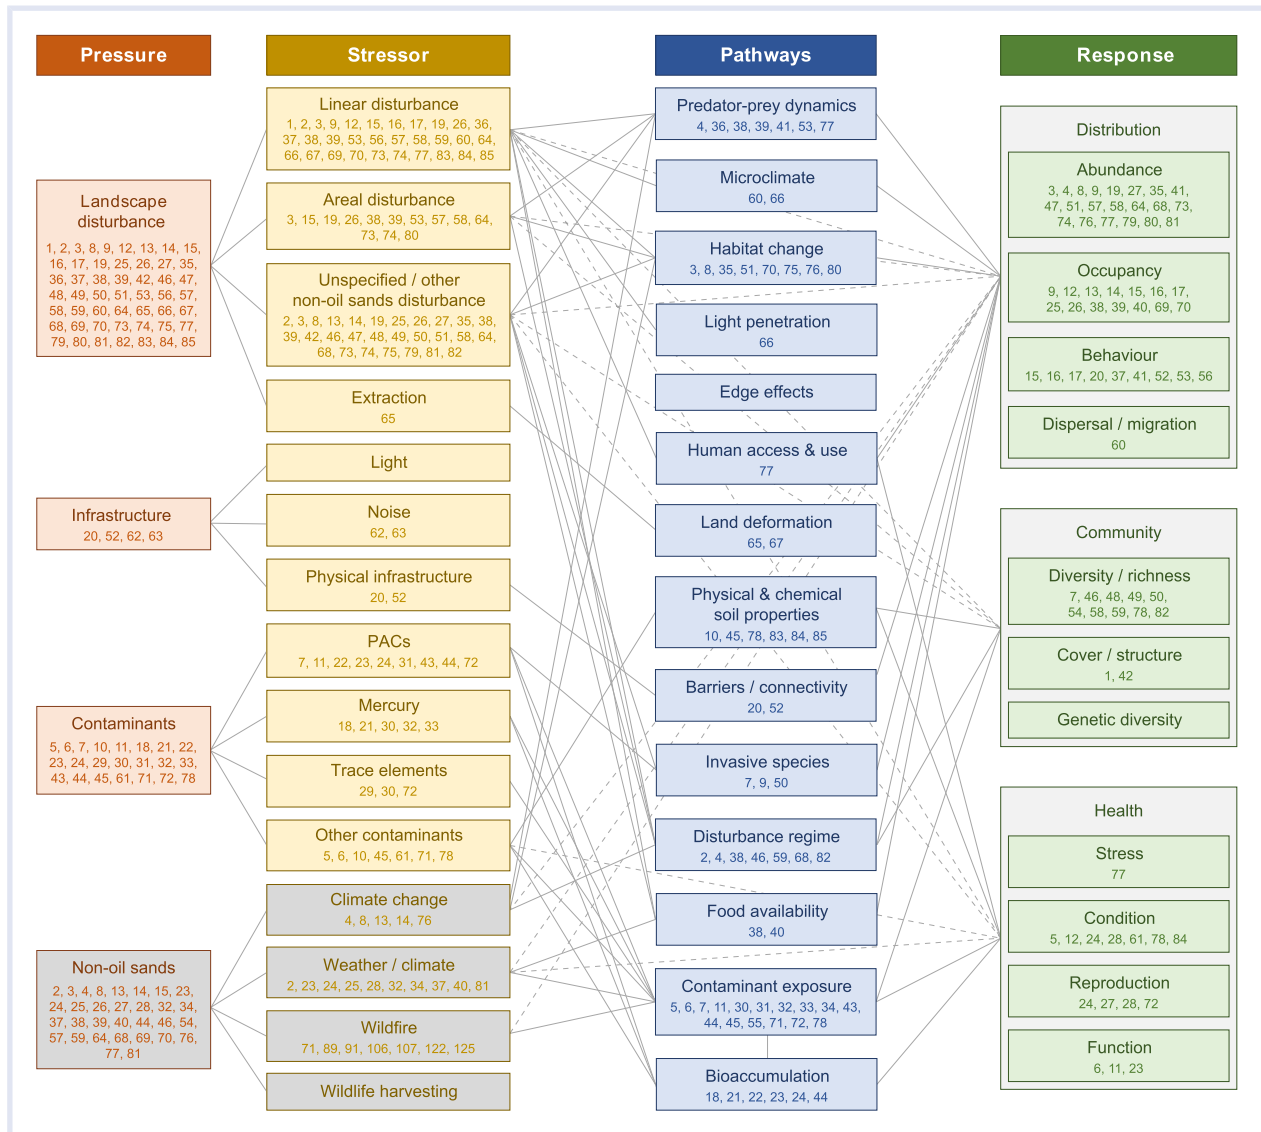 Pressure
Landscape
disturbance
1, 2, 3, 8, 9, 12, 13, 14, 15,
16, 17, 19, 25, 26, 27, 35,
36, 37, 38, 39, 42, 46, 47,
48, 49, 50, 51, 53, 56, 57,
58, 59, 60, 64, 65, 66, 67,
68, 69, 70, 73, 74, 75, 77,
79, 80, 81, 82, 83, 84, 85
Infrastructure
20, 52, 62, 63
Contaminants
5, 6, 7, 10, 11, 18, 21, 22,
23, 24, 29, 30, 31, 32, 33,
43, 44, 45, 61, 71, 72, 78
Non-oil sands
2, 3, 4, 8, 13, 14, 15, 23,
24, 25, 26, 27, 28, 32, 34,
37, 38, 39, 40, 44, 46, 54,
57, 59, 64, 68, 69, 70, 76,
77, 81
Stressor
Linear disturbance
1, 2, 3, 9, 12, 15, 16, 17, 19, 26, 36,
37, 38, 39, 53, 56, 57, 58, 59, 60, 64,
66, 67, 69, 70, 73, 74, 77, 83, 84, 85
Areal disturbance
3, 15, 19, 26, 38, 39, 53, 57, 58, 64,
73, 74, 80
Unspecified / other
non-oil sands disturbance
2, 3, 8, 13, 14, 19, 25, 26, 27, 35, 38,
39, 42, 46, 47, 48, 49, 50, 51, 58, 64,
68, 73, 74, 75, 79, 81, 82
Extraction
65
Light
Noise
62, 63
Physical infrastructure
20, 52
PACs
7, 11, 22, 23, 24, 31, 43, 44, 72
Mercury
18, 21, 30, 32, 33
Trace elements
29, 30, 72
Other contaminants
5, 6, 10, 45, 61, 71, 78
Climate change
4, 8, 13, 14, 76
Weather / climate
2, 23, 24, 25, 28, 32, 34, 37, 40, 81
Wildfire
71, 89, 91, 106, 107, 122, 125
Wildlife harvesting
Pathways
Predator-prey dynamics
4, 36, 38, 39, 41, 53, 77
Microclimate
60, 66
Habitat change
3, 8, 35, 51, 70, 75, 76, 80
Light penetration
66
Edge effects
Human access & use
77
Land deformation
65, 67
Physical & chemical
soil properties
10, 45, 78, 83, 84, 85
Barriers / connectivity
20, 52
Invasive species
7, 9, 50
Disturbance regime
2, 4, 38, 46, 59, 68, 82
Food availability
38, 40
Contaminant exposure
5, 6, 7, 11, 30, 31, 32, 33, 34, 43,
44, 45, 55, 71, 72, 78
Bioaccumulation
18, 21, 22, 23, 24, 44
Response
Distribution
Abundance
3, 4, 8, 9, 19, 27, 35, 41,
47, 51, 57, 58, 64, 68, 73,
74, 76, 77, 79, 80, 81
Occupancy
9, 12, 13, 14, 15, 16, 17,
25, 26, 38, 39, 40, 69, 70
Behaviour
15, 16, 17, 20, 37, 41, 52, 53, 56
Dispersal / migration
60
Community
Diversity / richness
7, 46, 48, 49, 50,
54, 58, 59, 78, 82
Cover / structure
1, 42
Genetic diversity
Health
Stress
77
Condition
5, 12, 24, 28, 61, 78, 84
Reproduction
24, 27, 28, 72
Function
6, 11, 23